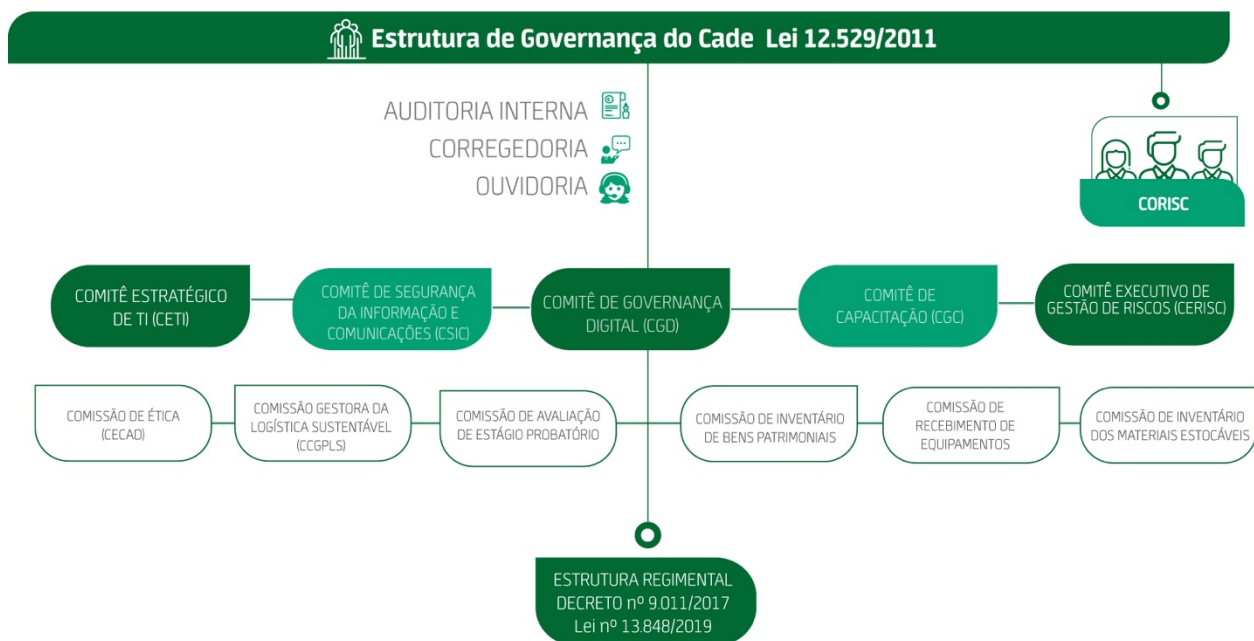 Estrutura de Governança do Cade Lei 12.529/2011
AUDITORIA INTERNA
CORREGEDORIA
OUVIDORIA
CORISC
COMITÊ ESTRATÉGICO
DE TI (CETI)
COMITÊ DE SEGURANÇA
DA INFORMAÇÃO E
COMUNICAÇÕES (CSIC)
COMITÊ DE GOVERNANÇA
DIGITAL (CGD)
COMITÊ DE
CAPACITAÇÃO (CGC)
COMITÊ EXECUTIVO DE
GESTÃO DE RISCOS (CERISC)
COMISSÃO DE ÉTICA
(CECAD)
COMISSÃO GESTORA DA
LOGÍSTICA SUSTENTÁVEL
(CCGPLS)
COMISSÃO DE AVALIAÇÃO
DE ESTÁGIO PROBATÓRIO
COMISSÃO DE INVENTÁRIO
DE BENS PATRIMONIAIS
COMISSÃO DE
RECEBIMENTO DE
EQUIPAMENTOS
COMISSÃO DE INVENTÁRIO
DOS MATERIAIS ESTOCÁVEIS
ESTRUTURA REGIMENTAL
DECRETO nº 9.011/2017
Lei nº 13.848/2019